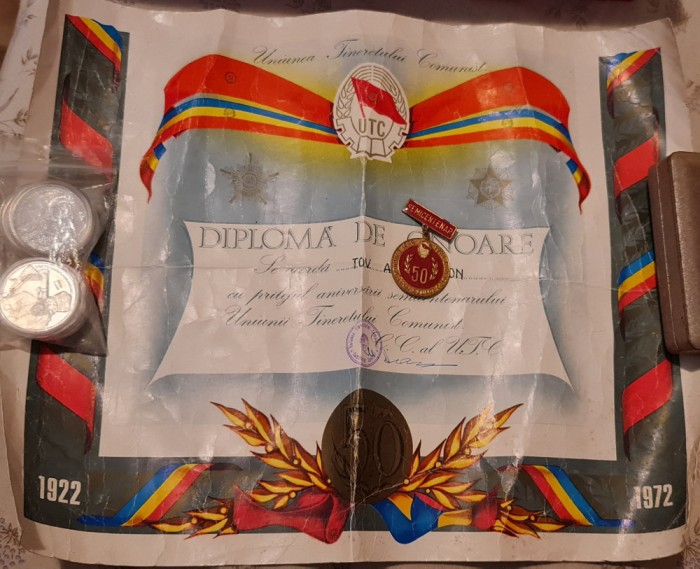 Uniunea Tineretului Comunist
UTC
SEMICENTENAR
DIPLOMĂ DE ONOARE
Se acordă TOV. A ON
50
cu prilejul aniversării semicentenarului
Uniunii Tineretului Comunist
C.C. al U.T.C.
50
1922
1972